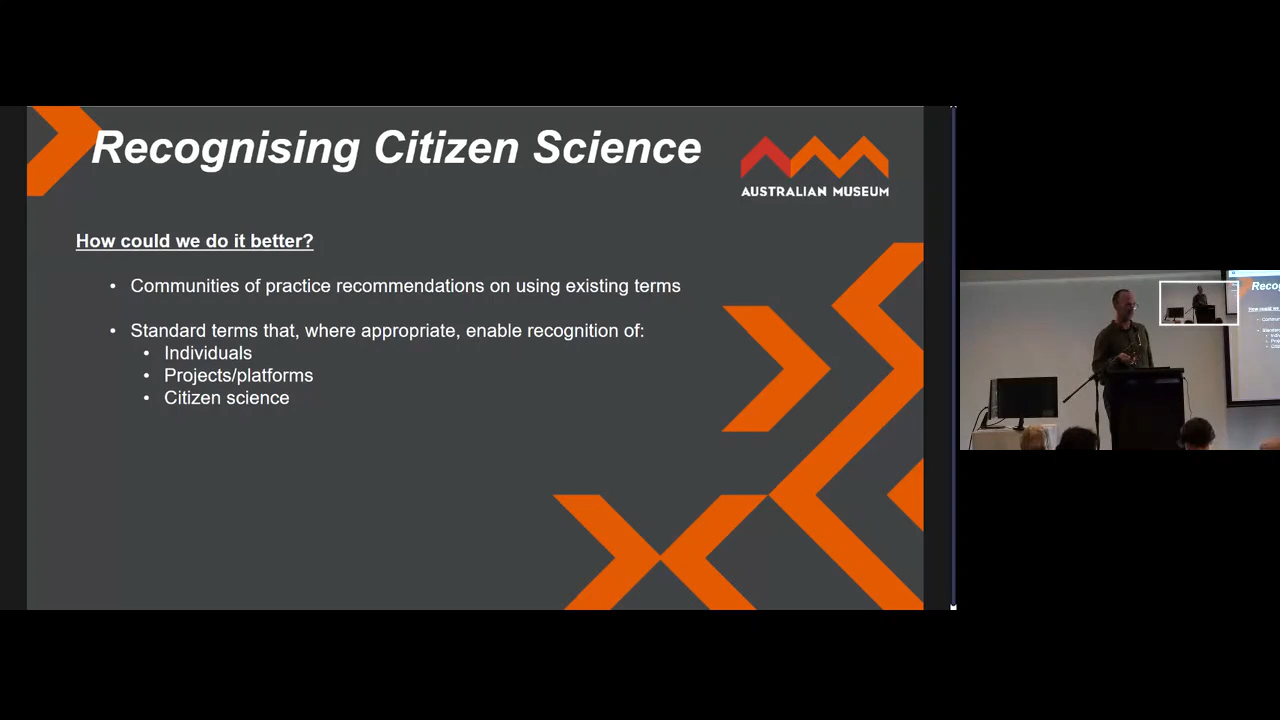 Recognising Citizen Science
AUSTRALIAN MUSEUM
How could we do it better?
• Communities of practice recommendations on using existing terms
• Standard terms that, where appropriate, enable recognition of:
• Individuals
• Projects/platforms
• Citizen science